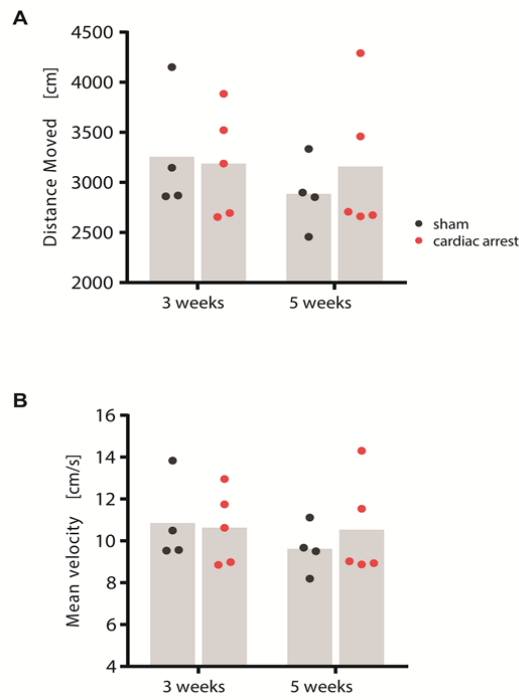 A
4500
4000
3500
3000
2500
2000
Distance Moved [cm]
3 weeks
5 weeks
sham
cardiac arrest
B
16
14
12
10
8
6
4
Mean velocity [cm/s]
3 weeks
5 weeks